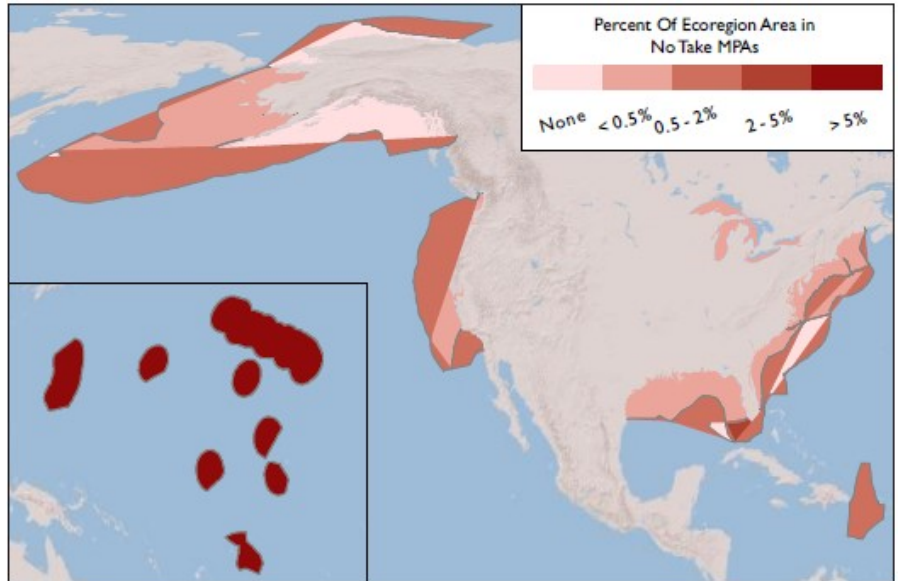 Percent Of Ecoregion Area in
No Take MPAs
None <0.5% 0.5-2% 2-5% >5%